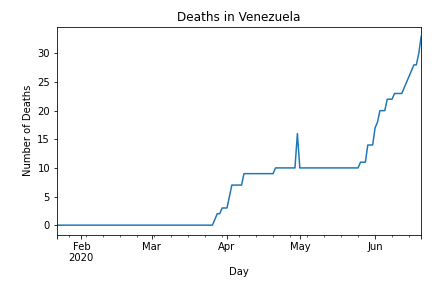 Deaths in Venezuela
Number of Deaths
30
25
20
15
10
5
0
Feb
2020
Mar
Apr
May
Jun
Day